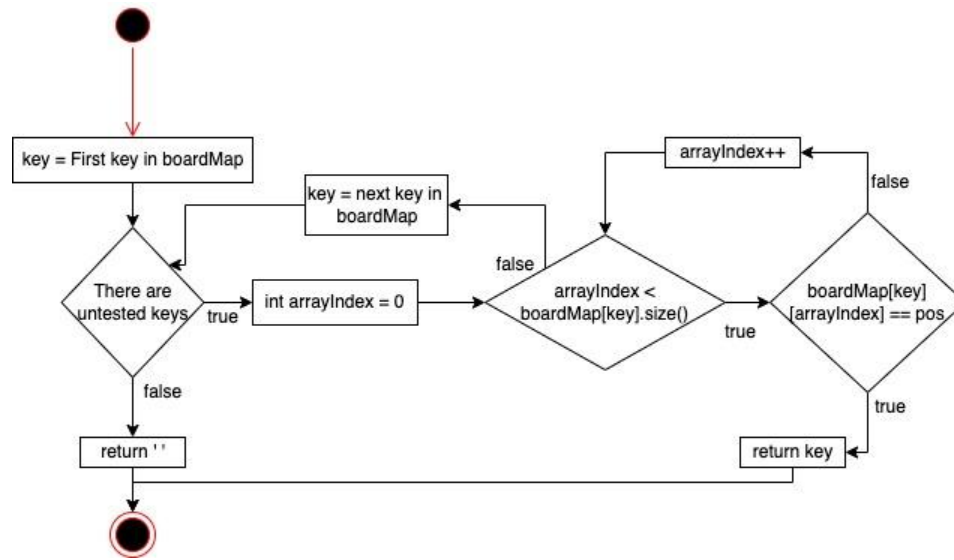 key = First key in boardMap
arrayIndex++
false
key = next key in
boardMap
false
There are
untested keys
true
int arrayIndex = 0
arrayIndex <
boardMap[key].size()
true
boardMap[key]
[arrayIndex] == pos
false
true
return ' '
return key